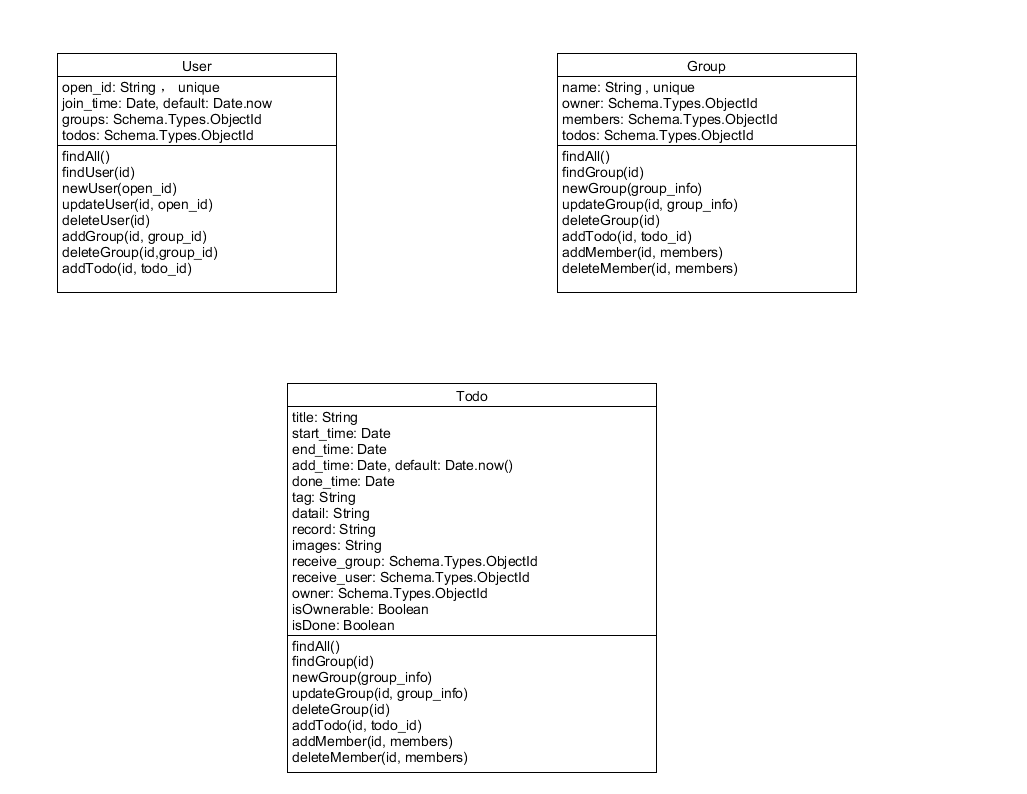 User
open_id: String ， unique
join_time: Date, default: Date.now
groups: Schema.Types.ObjectId
todos: Schema.Types.ObjectId
findAll()
findUser(id)
newUser(open_id)
updateUser(id, open_id)
deleteUser(id)
addGroup(id, group_id)
deleteGroup(id,group_id)
addTodo(id, todo_id)
Group
name: String , unique
owner: Schema.Types.ObjectId
members: Schema.Types.ObjectId
todos: Schema.Types.ObjectId
findAll()
findGroup(id)
newGroup(group_info)
updateGroup(id, group_info)
deleteGroup(id)
addTodo(id, todo_id)
addMember(id, members)
deleteMember(id, members)
Todo
title: String
start_time: Date
end_time: Date
add_time: Date, default: Date.now()
done_time: Date
tag: String
datail: String
record: String
images: String
receive_group: Schema.Types.ObjectId
receive_user: Schema.Types.ObjectId
owner: Schema.Types.ObjectId
isOwnerable: Boolean
isDone: Boolean
findAll()
findGroup(id)
newGroup(group_info)
updateGroup(id, group_info)
deleteGroup(id)
addTodo(id, todo_id)
addMember(id, members)
deleteMember(id, members)